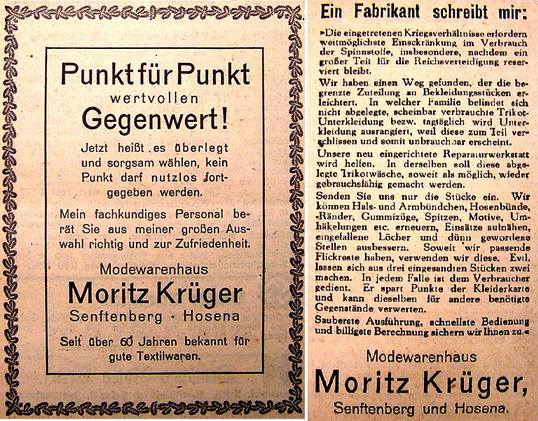 Punkt für Punkt
wertvollen
Gegenwert!
Jetzt heißt es überlegt
und sorgsam wählen, kein
Punkt darf nutzlos fort-
gegeben werden.
Mein fachkundiges Personal be-
rät Sie aus meiner großen Aus-
wahl richtig und zur Zufriedenheit.
Modewarenhaus
Moritz Krüger
Senftenberg - Hosena
Seit über 60 Jahren bekannt für
gute Textilwaren.
Ein Fabrikant schreibt mir:
»Die eingetretenen Kriegsverhältnisse erfordern
weitmöglichste Einschränkung im Verbrauch
der Spinnstoffe, insbesondere, nachdem ein
großer Teil für die Reichsverteidigung reser-
viert bleibt.
Wir haben einen Weg gefunden, der die be-
grenzte Zuteilung an Bekleidungsstücken er-
leichtert. In welcher Familie befindet sich
nicht abgelegte, scheinbar verbrauchte Trikot-
Unterkleidung bezw. tagtäglich wird Unter-
kleidung ausrangiert, weil diese zum Teil ver-
schlissen und somit unbrauchbar erscheint.
Unsere neu eingerichtete Reparaturwerkstatt
wird helfen. In derselben soll diese abge-
legte Trikotwäsche, soweit als möglich, wieder
gebrauchsfähig gemacht werden.
Senden Sie uns nur die Stücke ein. Wir
können Hals- und Armbündchen, Hosenbünde,
-Ränder, Gummizüge, Spitzen, Motive, Um-
häkelungen etc. erneuern, Einsätze aufnähen,
eingefallene Löcher und dünn gewordene
Stellen ausbessern. Soweit wir passende
Flickreste haben, verwenden wir diese. Evtl.
lassen sich aus drei eingesandten Stücken zwei
machen. In jedem Falle ist dem Verbraucher
gedient. Er spart Punkte der Kleiderkarte
und kann dieselben für andere benötigte
Gegenstände verwerten.
Sauberste Ausführung, schnellste Bedienung
und billigste Berechnung sichern wir Ihnen zu.«
Modewarenhaus
Moritz Krüger,
Senftenberg und Hosena.